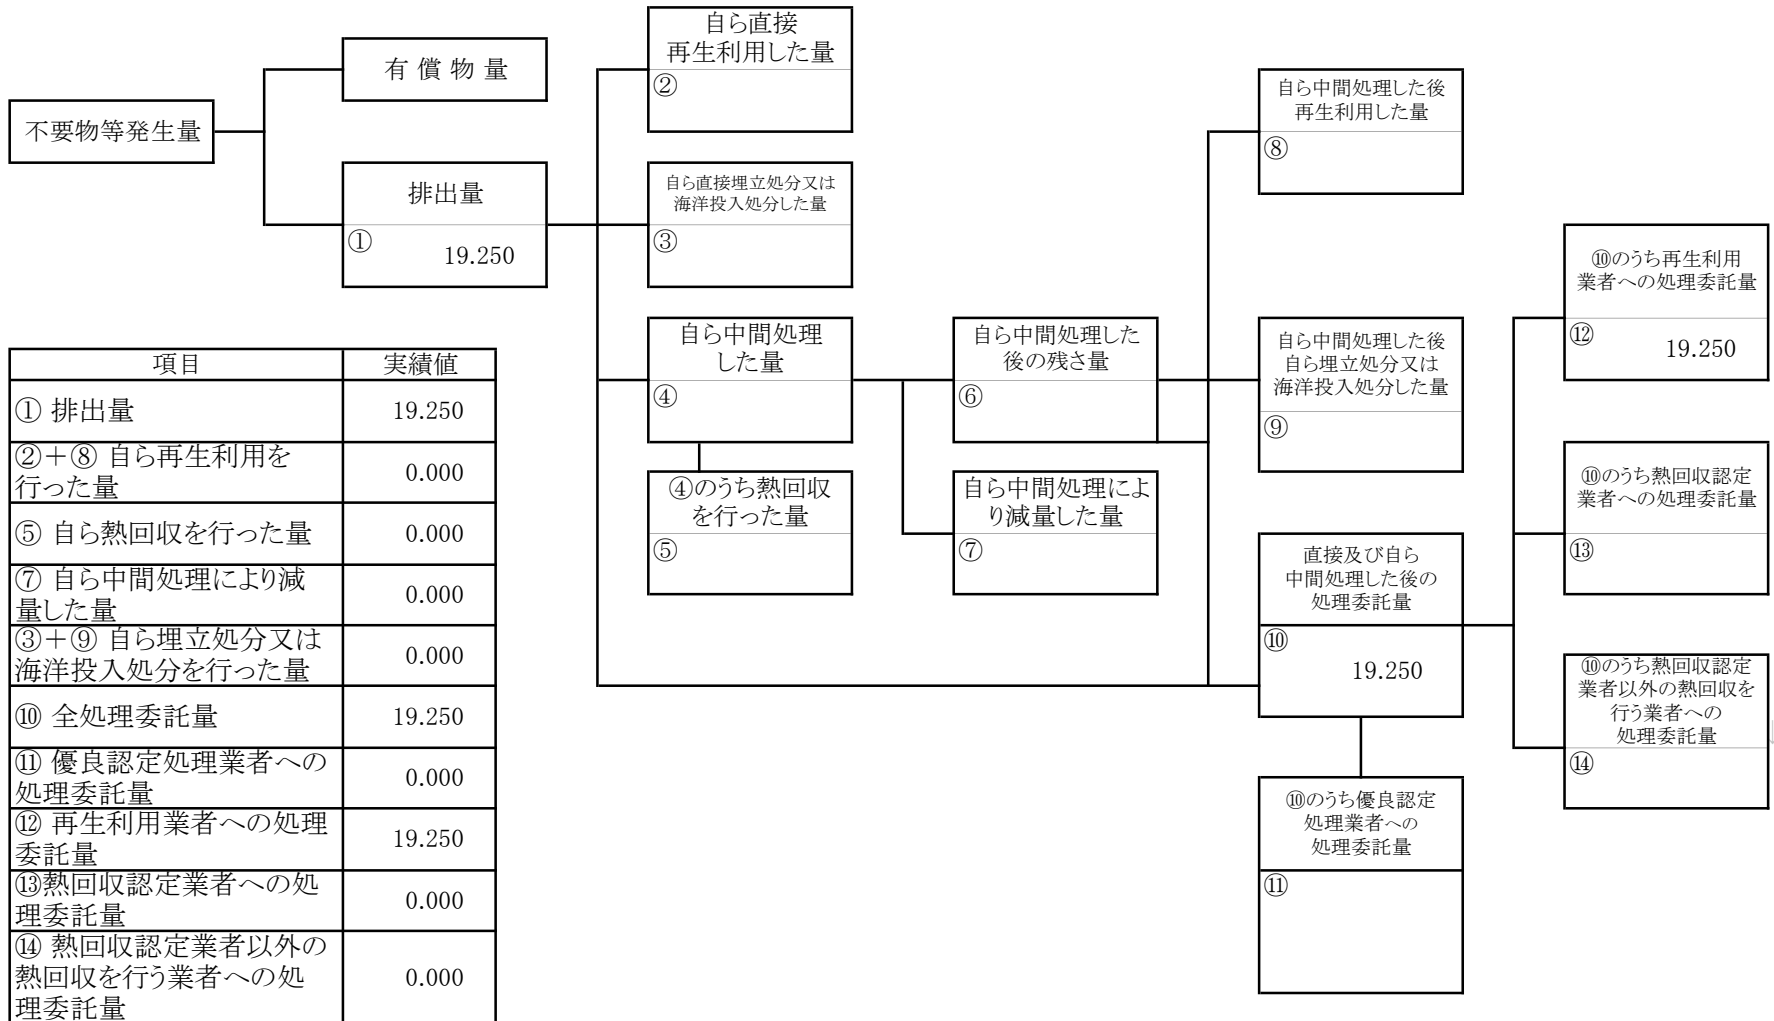 不要物等発生量
有 償 物 量
排出量
①
19.250
自ら直接
再生利用した量
②
自ら直接埋立処分又は
海洋投入処分した量
③
自ら中間処理
した量
④
④のうち熱回収
を行った量
⑤
自ら中間処理した
後の残さ量
⑥
自ら中間処理によ
り減量した量
⑦
自ら中間処理した後
再生利用した量
⑧
自ら中間処理した後
自ら埋立処分又は
海洋投入処分した量
⑨
直接及び自ら
中間処理した後の
処理委託量
⑩
19.250
⑩のうち優良認定
処理業者への
処理委託量
⑪
⑩のうち再生利用
業者への処理委託量
⑫
19.250
⑩のうち熱回収認定
業者への処理委託量
⑬
⑩のうち熱回収認定
業者以外の熱回収を
行う業者への
処理委託量
⑭
項目 実績値
① 排出量 19.250
②+⑧ 自ら再生利用を
行った量 0.000
⑤ 自ら熱回収を行った量 0.000
⑦ 自ら中間処理により減
量した量 0.000
③+⑨ 自ら埋立処分又は
海洋投入処分を行った量 0.000
⑩ 全処理委託量 19.250
⑪ 優良認定処理業者への
処理委託量 0.000
⑫ 再生利用業者への処理
委託量 19.250
⑬熱回収認定業者への処
理委託量 0.000
⑭ 熱回収認定業者以外の
熱回収を行う業者への処
理委託量 0.000